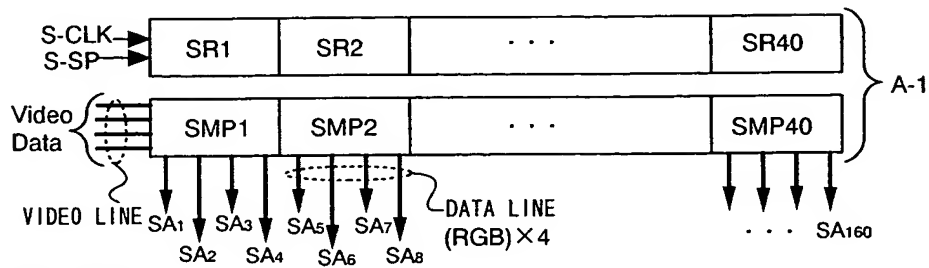 S-CLK
S-SP
SR1 SR2 · · · SR40
A-1
Video
Data
SMP1 SMP2 · · · SMP40
VIDEO LINE
SA1 SA3 SA5 SA7
SA2 SA4 SA6 SA8
DATA LINE
(RGB)×4
· · · SA160